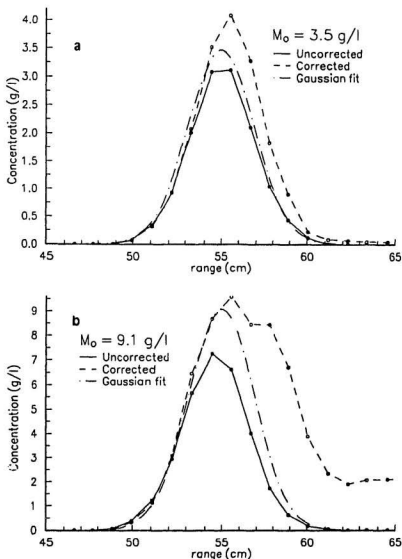 a
M₀ = 3.5 g/l
Uncorrected
Corrected
Gaussian fit
Concentration (g/l)
4.0
3.5
3.0
2.5
2.0
1.5
1.0
0.5
0.0
45
50
55
60
65
range (cm)
b
M₀ = 9.1 g/l
Uncorrected
Corrected
Gaussian fit
Concentration (g/l)
9
8
7
6
5
4
3
2
1
0
45
50
55
60
65
range (cm)